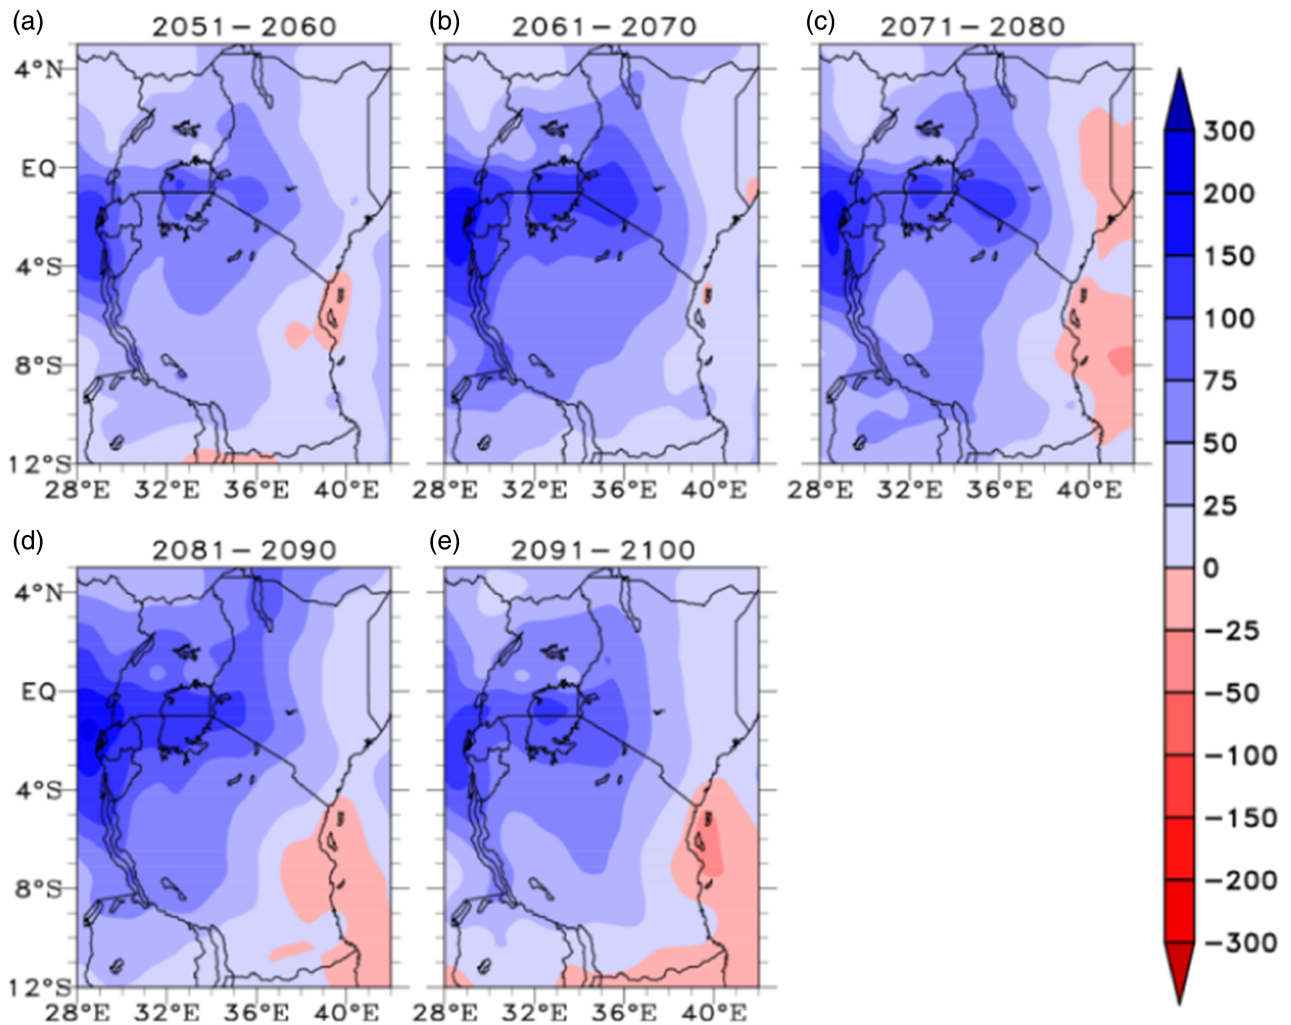 (a) 2051–2060
(b) 2061–2070
(c) 2071–2080
4°N
EQ
4°S
8°S
12°S
28°E 32°E 36°E 40°E
28°E 32°E 36°E 40°E
28°E 32°E 36°E 40°E
300
200
150
100
75
50
25
0
−25
−50
−100
−150
−200
−300
(d) 2081–2090
(e) 2091–2100
4°N
EQ
4°S
8°S
12°S
28°E 32°E 36°E 40°E
28°E 32°E 36°E 40°E